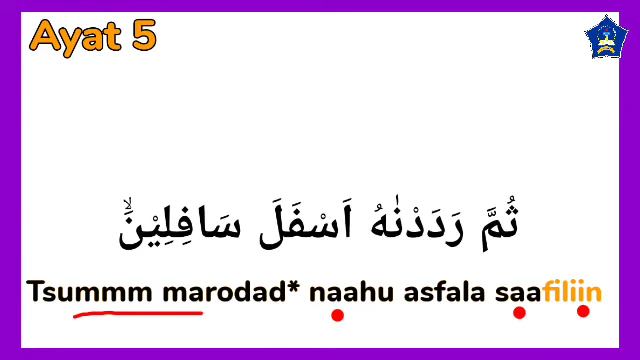 Ayat 5
ثُمَّ رَدَدْنٰهُ اَسْفَلَ سَافِلِيْنَۙ
Tsummm marodad* naahu asfala saafiliin